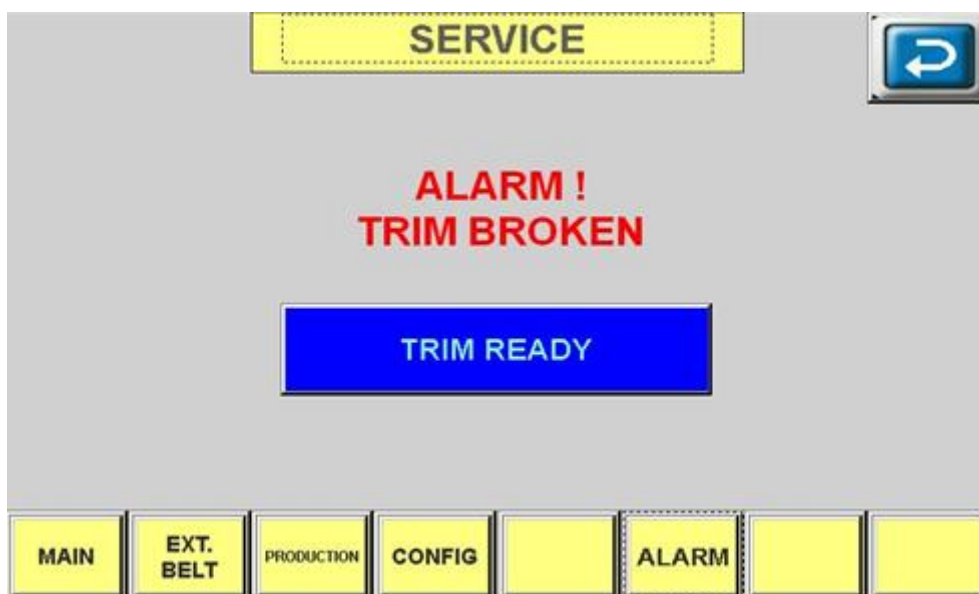 SERVICE
ALARM !
TRIM BROKEN
TRIM READY
MAIN
EXT.
BELT
PRODUCTION
CONFIG
ALARM